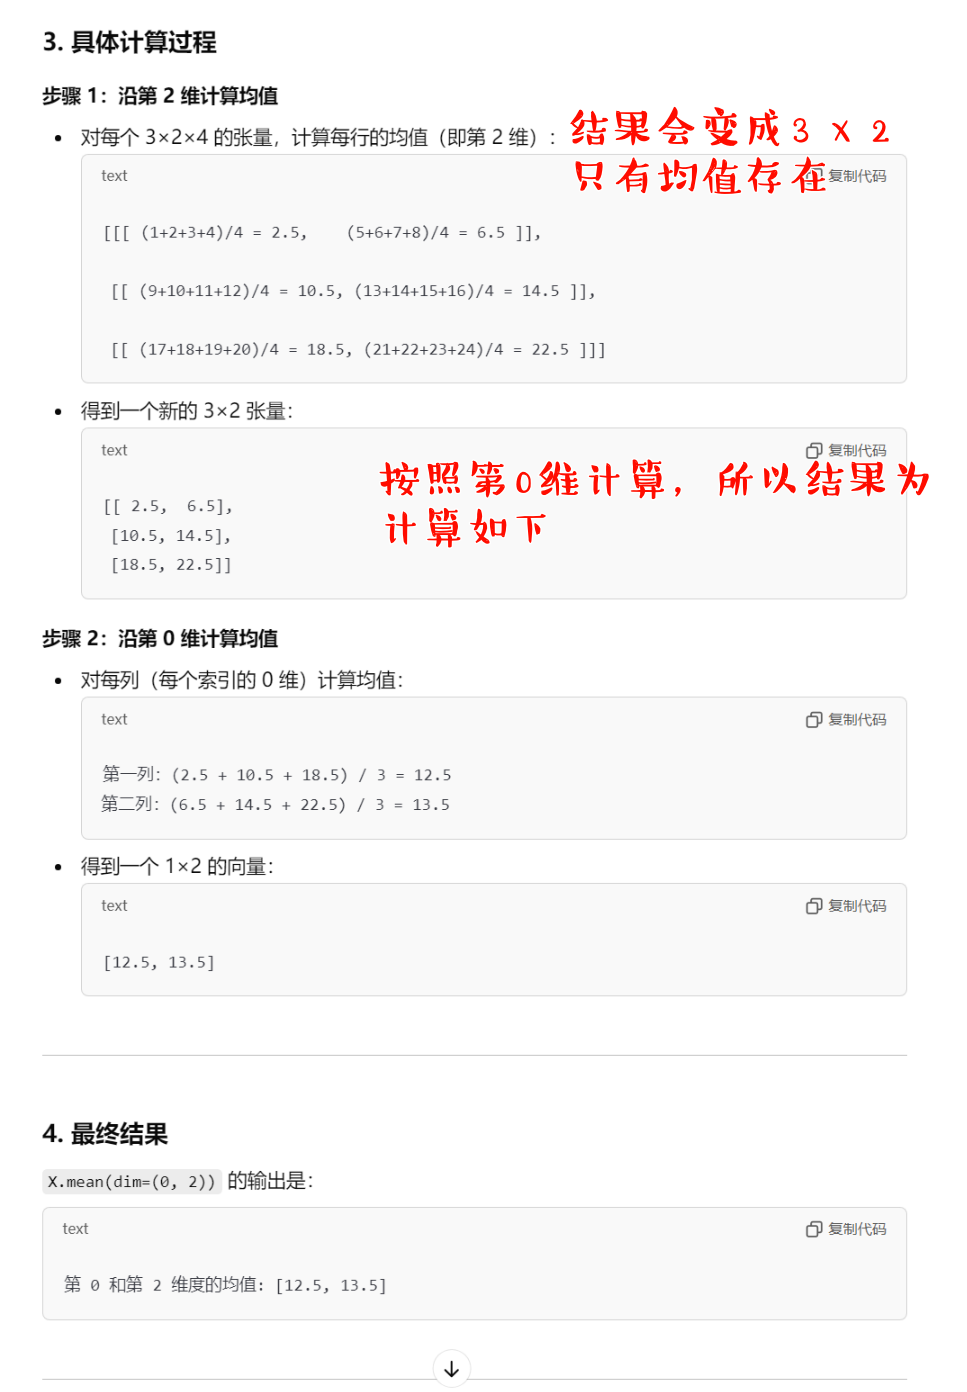 3. 具体计算过程
步骤 1：沿第 2 维计算均值
• 对每个 3×2×4 的张量，计算每行的均值（即第 2 维）：
结果会变成3 x 2
只有均值存在
text
复制代码
[[[ (1+2+3+4)/4 = 2.5,    (5+6+7+8)/4 = 6.5 ]],
[[ (9+10+11+12)/4 = 10.5, (13+14+15+16)/4 = 14.5 ]],
[[ (17+18+19+20)/4 = 18.5, (21+22+23+24)/4 = 22.5 ]]]
• 得到一个新的 3×2 张量：
text
复制代码
按照第0维计算，所以结果为
计算如下
[[ 2.5,  6.5],
[10.5, 14.5],
[18.5, 22.5]]
步骤 2：沿第 0 维计算均值
• 对每列（每个索引的 0 维）计算均值：
text
复制代码
第一列：(2.5 + 10.5 + 18.5) / 3 = 12.5
第二列：(6.5 + 14.5 + 22.5) / 3 = 13.5
• 得到一个 1×2 的向量：
text
复制代码
[12.5, 13.5]
4. 最终结果
X.mean(dim=(0, 2)) 的输出是：
text
复制代码
第 0 和第 2 维度的均值: [12.5, 13.5]